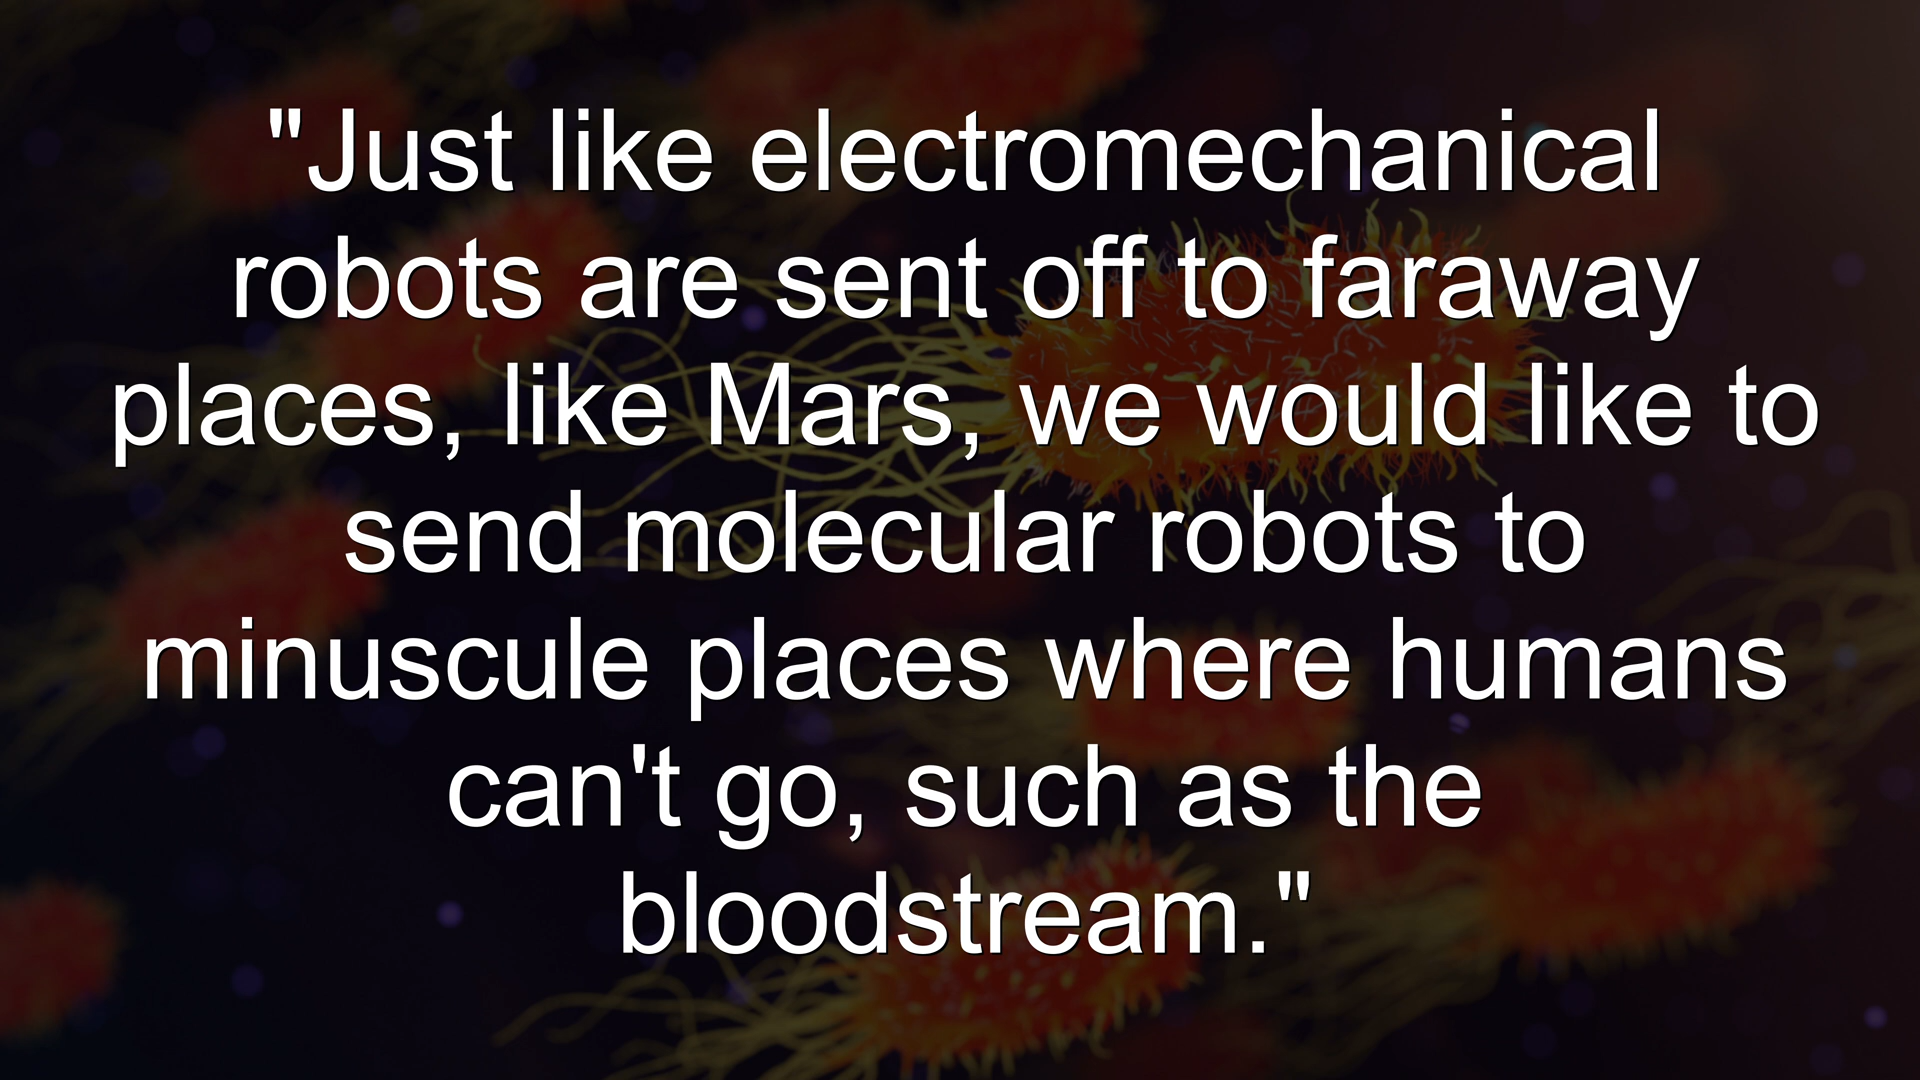 "Just like electromechanical
robots are sent off to faraway
places, like Mars, we would like to
send molecular robots to
minuscule places where humans
can't go, such as the
bloodstream."